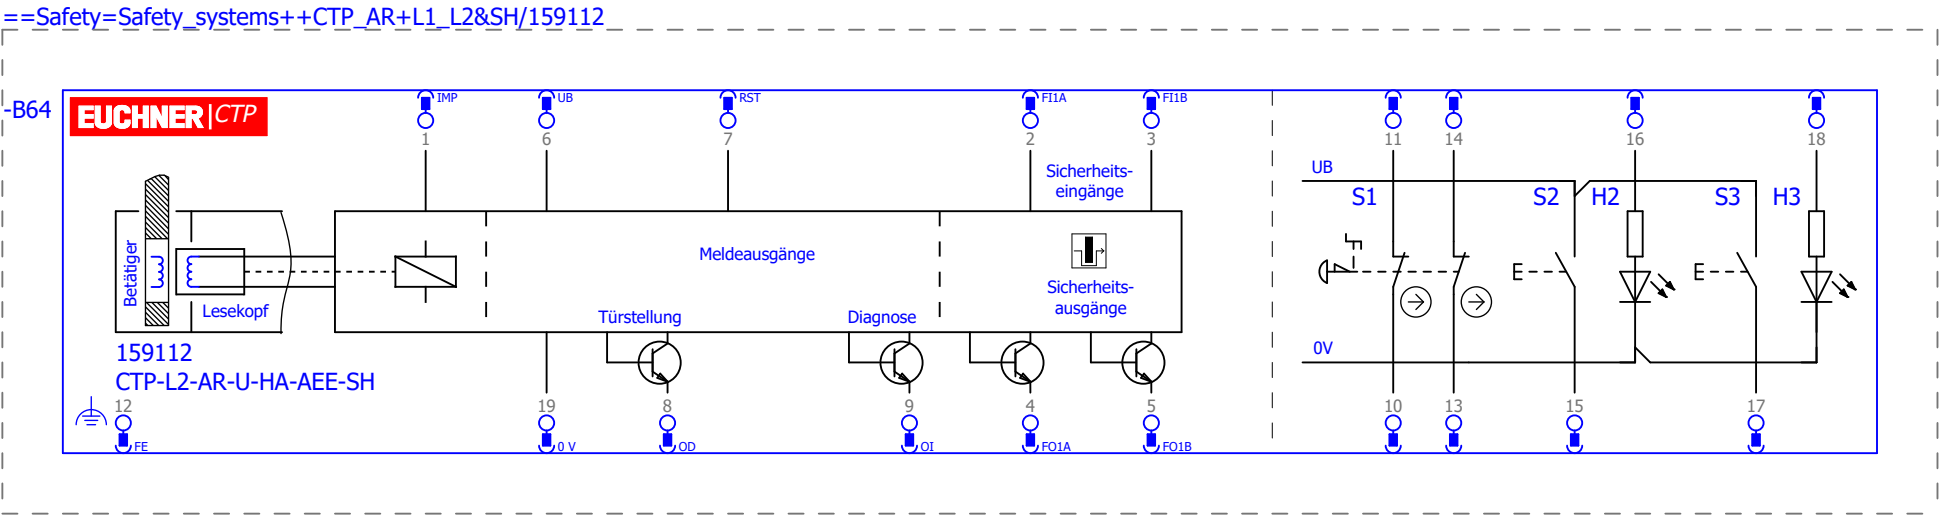 ==Safety=Safety_systems++CTP_AR+L1_L2&SH/159112
-B64
EUCHNER|CTP
IMP
UB
RST
FI1A
FI1B
1
6
7
2
3
11
14
16
18
Sicherheits-
eingänge
UB
S1
S2
H2
S3
H3
Betätiger
Lesekopf
Meldeausgänge
Sicherheits-
ausgänge
Türstellung
Diagnose
0V
159112
CTP-L2-AR-U-HA-AEE-SH
12
19
8
9
4
5
10
13
15
17
FE
0 V
OD
OI
FO1A
FO1B